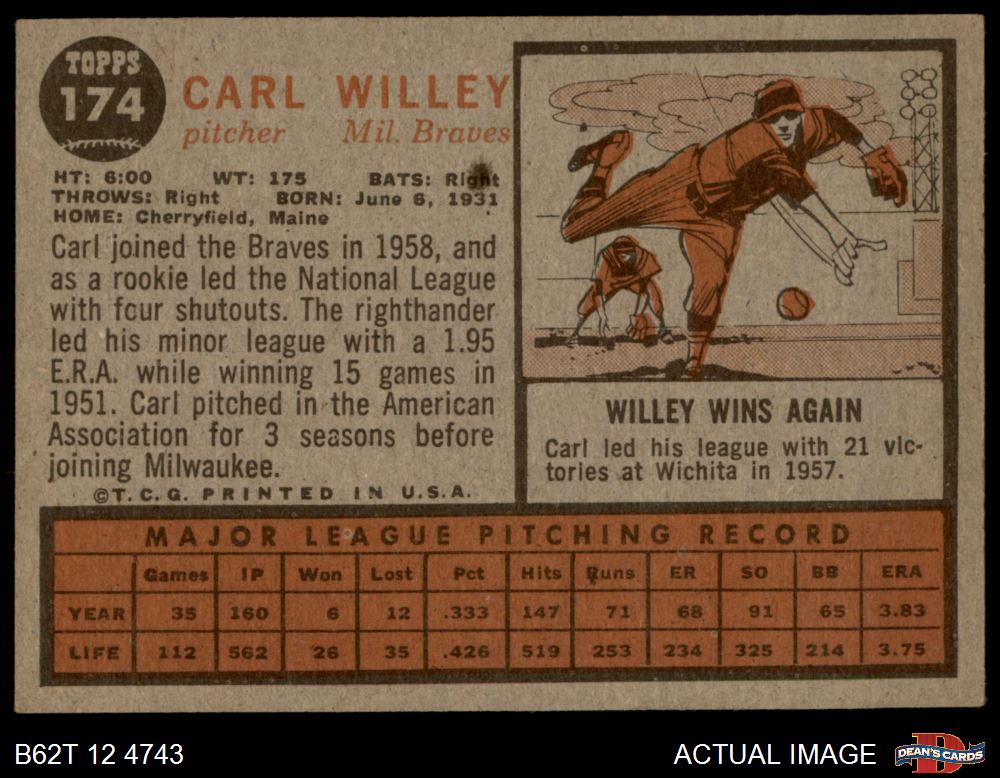 TOPPS
174
CARL WILLEY
pitcher Mil. Braves
HT: 6:00 WT: 175 BATS: Right
THROWS: Right BORN: June 6, 1931
HOME: Cherryfield, Maine
Carl joined the Braves in 1958, and
as a rookie led the National League
with four shutouts. The righthander
led his minor league with a 1.95
E.R.A. while winning 15 games in
1951. Carl pitched in the American
Association for 3 seasons before
joining Milwaukee.
©T.C.G. PRINTED IN U.S.A.
WILLEY WINS AGAIN
Carl led his league with 21 vic-
tories at Wichita in 1957.
MAJOR LEAGUE PITCHING RECORD
Games IP Won Lost Pct Hits Runs ER SO BB ERA
YEAR 35 160 6 12 .333 147 71 68 91 65 3.83
LIFE 112 562 26 35 .426 519 253 234 325 214 3.75
B62T 12 4743
ACTUAL IMAGE
D
DEAN'S CARDS